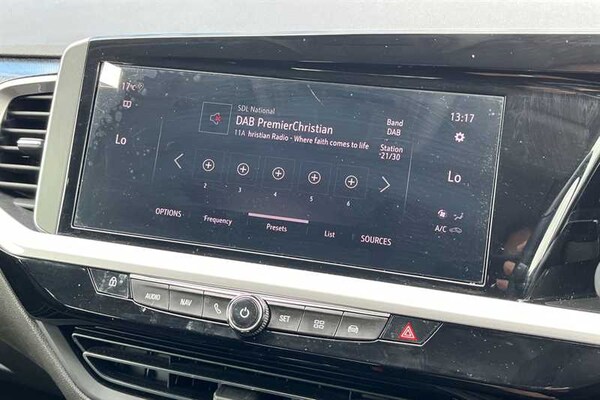 17°C
13:17
SDL National
DAB PremierChristian
11A hristian Radio - Where faith comes to life
Band
DAB
Station
-21/30
Lo
Lo
2 3 4 5 6
OPTIONS
Frequency
Presets
List
SOURCES
A/C
AUDIO
NAV
SET